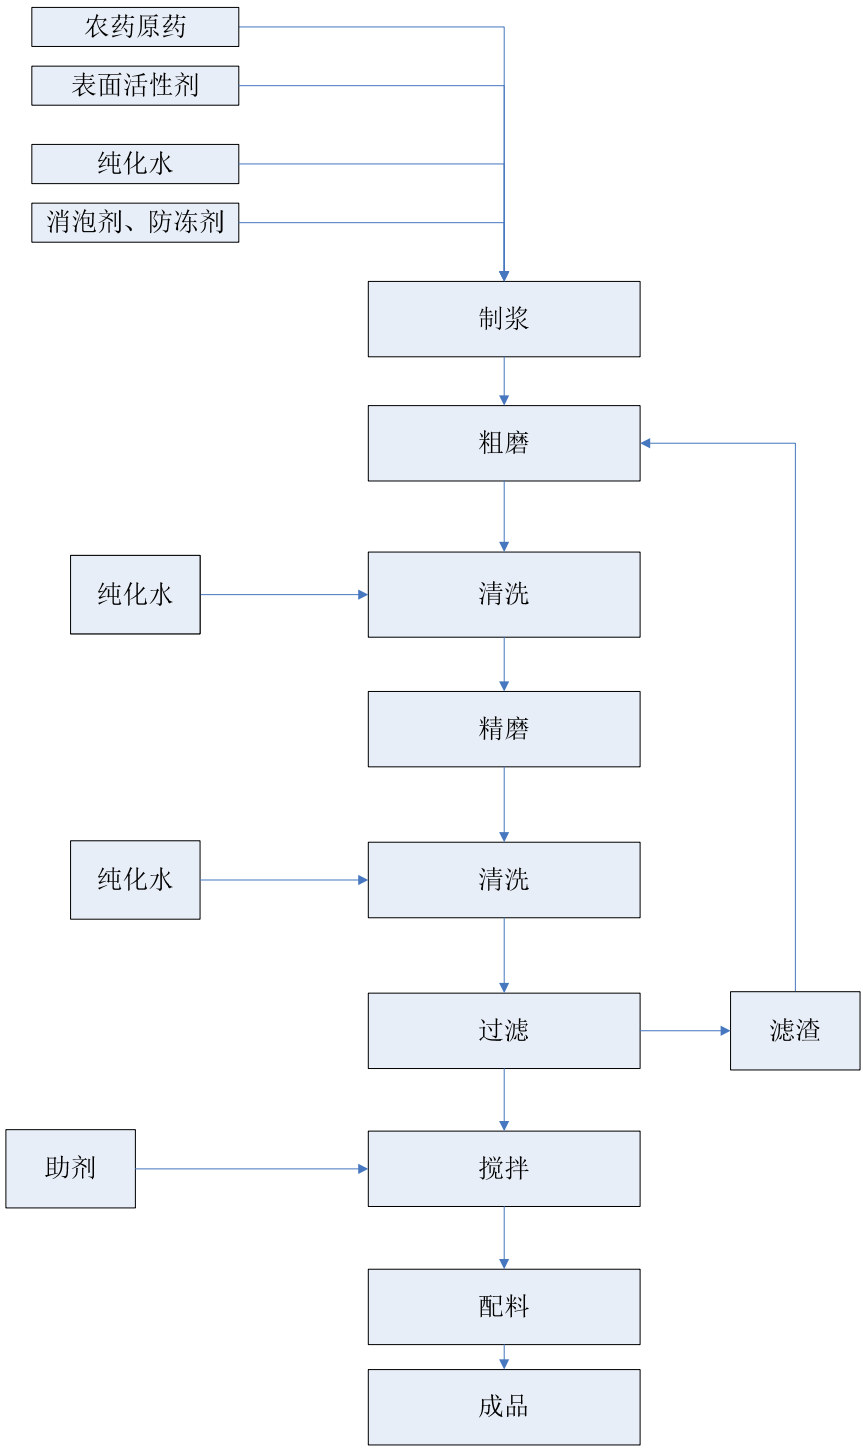 农药原药
表面活性剂
纯化水
消泡剂、防冻剂
制浆
粗磨
纯化水
清洗
精磨
纯化水
清洗
过滤
滤渣
助剂
搅拌
配料
成品